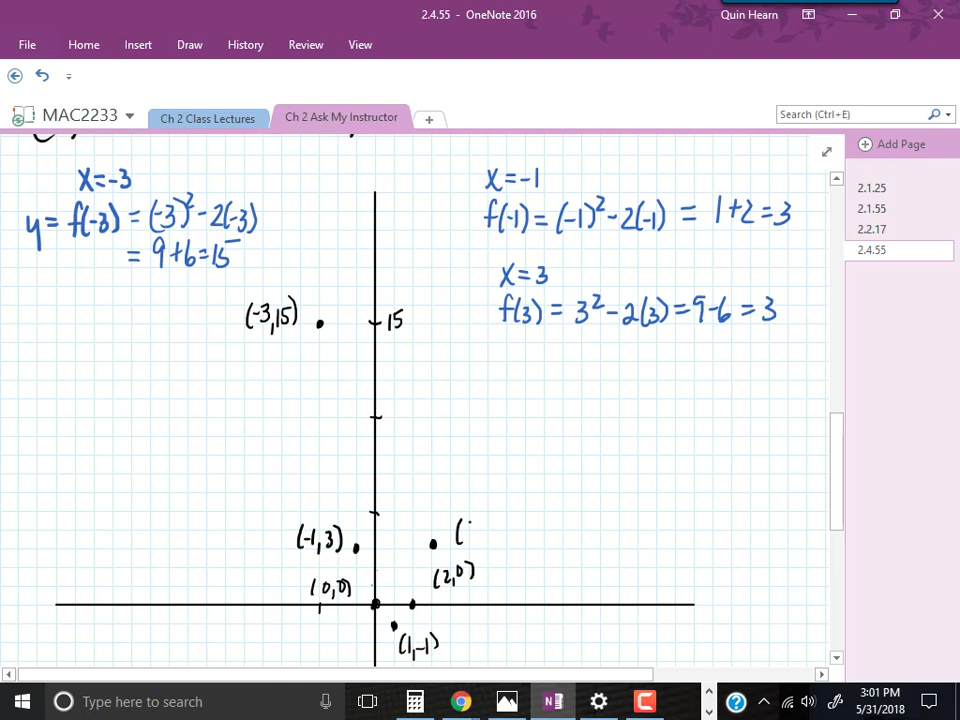 2.4.55 - OneNote 2016
Quin Hearn
File Home Insert Draw History Review View
MAC2233
Ch 2 Class Lectures
Ch 2 Ask My Instructor
Search (Ctrl+E)
Add Page
2.1.25
2.1.55
2.2.17
2.4.55
x=-3
y = f(-3) = (-3)² - 2(-3)
= 9+6=15
x=-1
f(-1) = (-1)² - 2(-1) = 1+2=3
x=3
f(3) = 3² - 2(3) = 9-6 = 3
(-3,15)
15
(-1,3)
(
(0,0)
(2,0)
(1,-1)
Type here to search
3:01 PM
5/31/2018